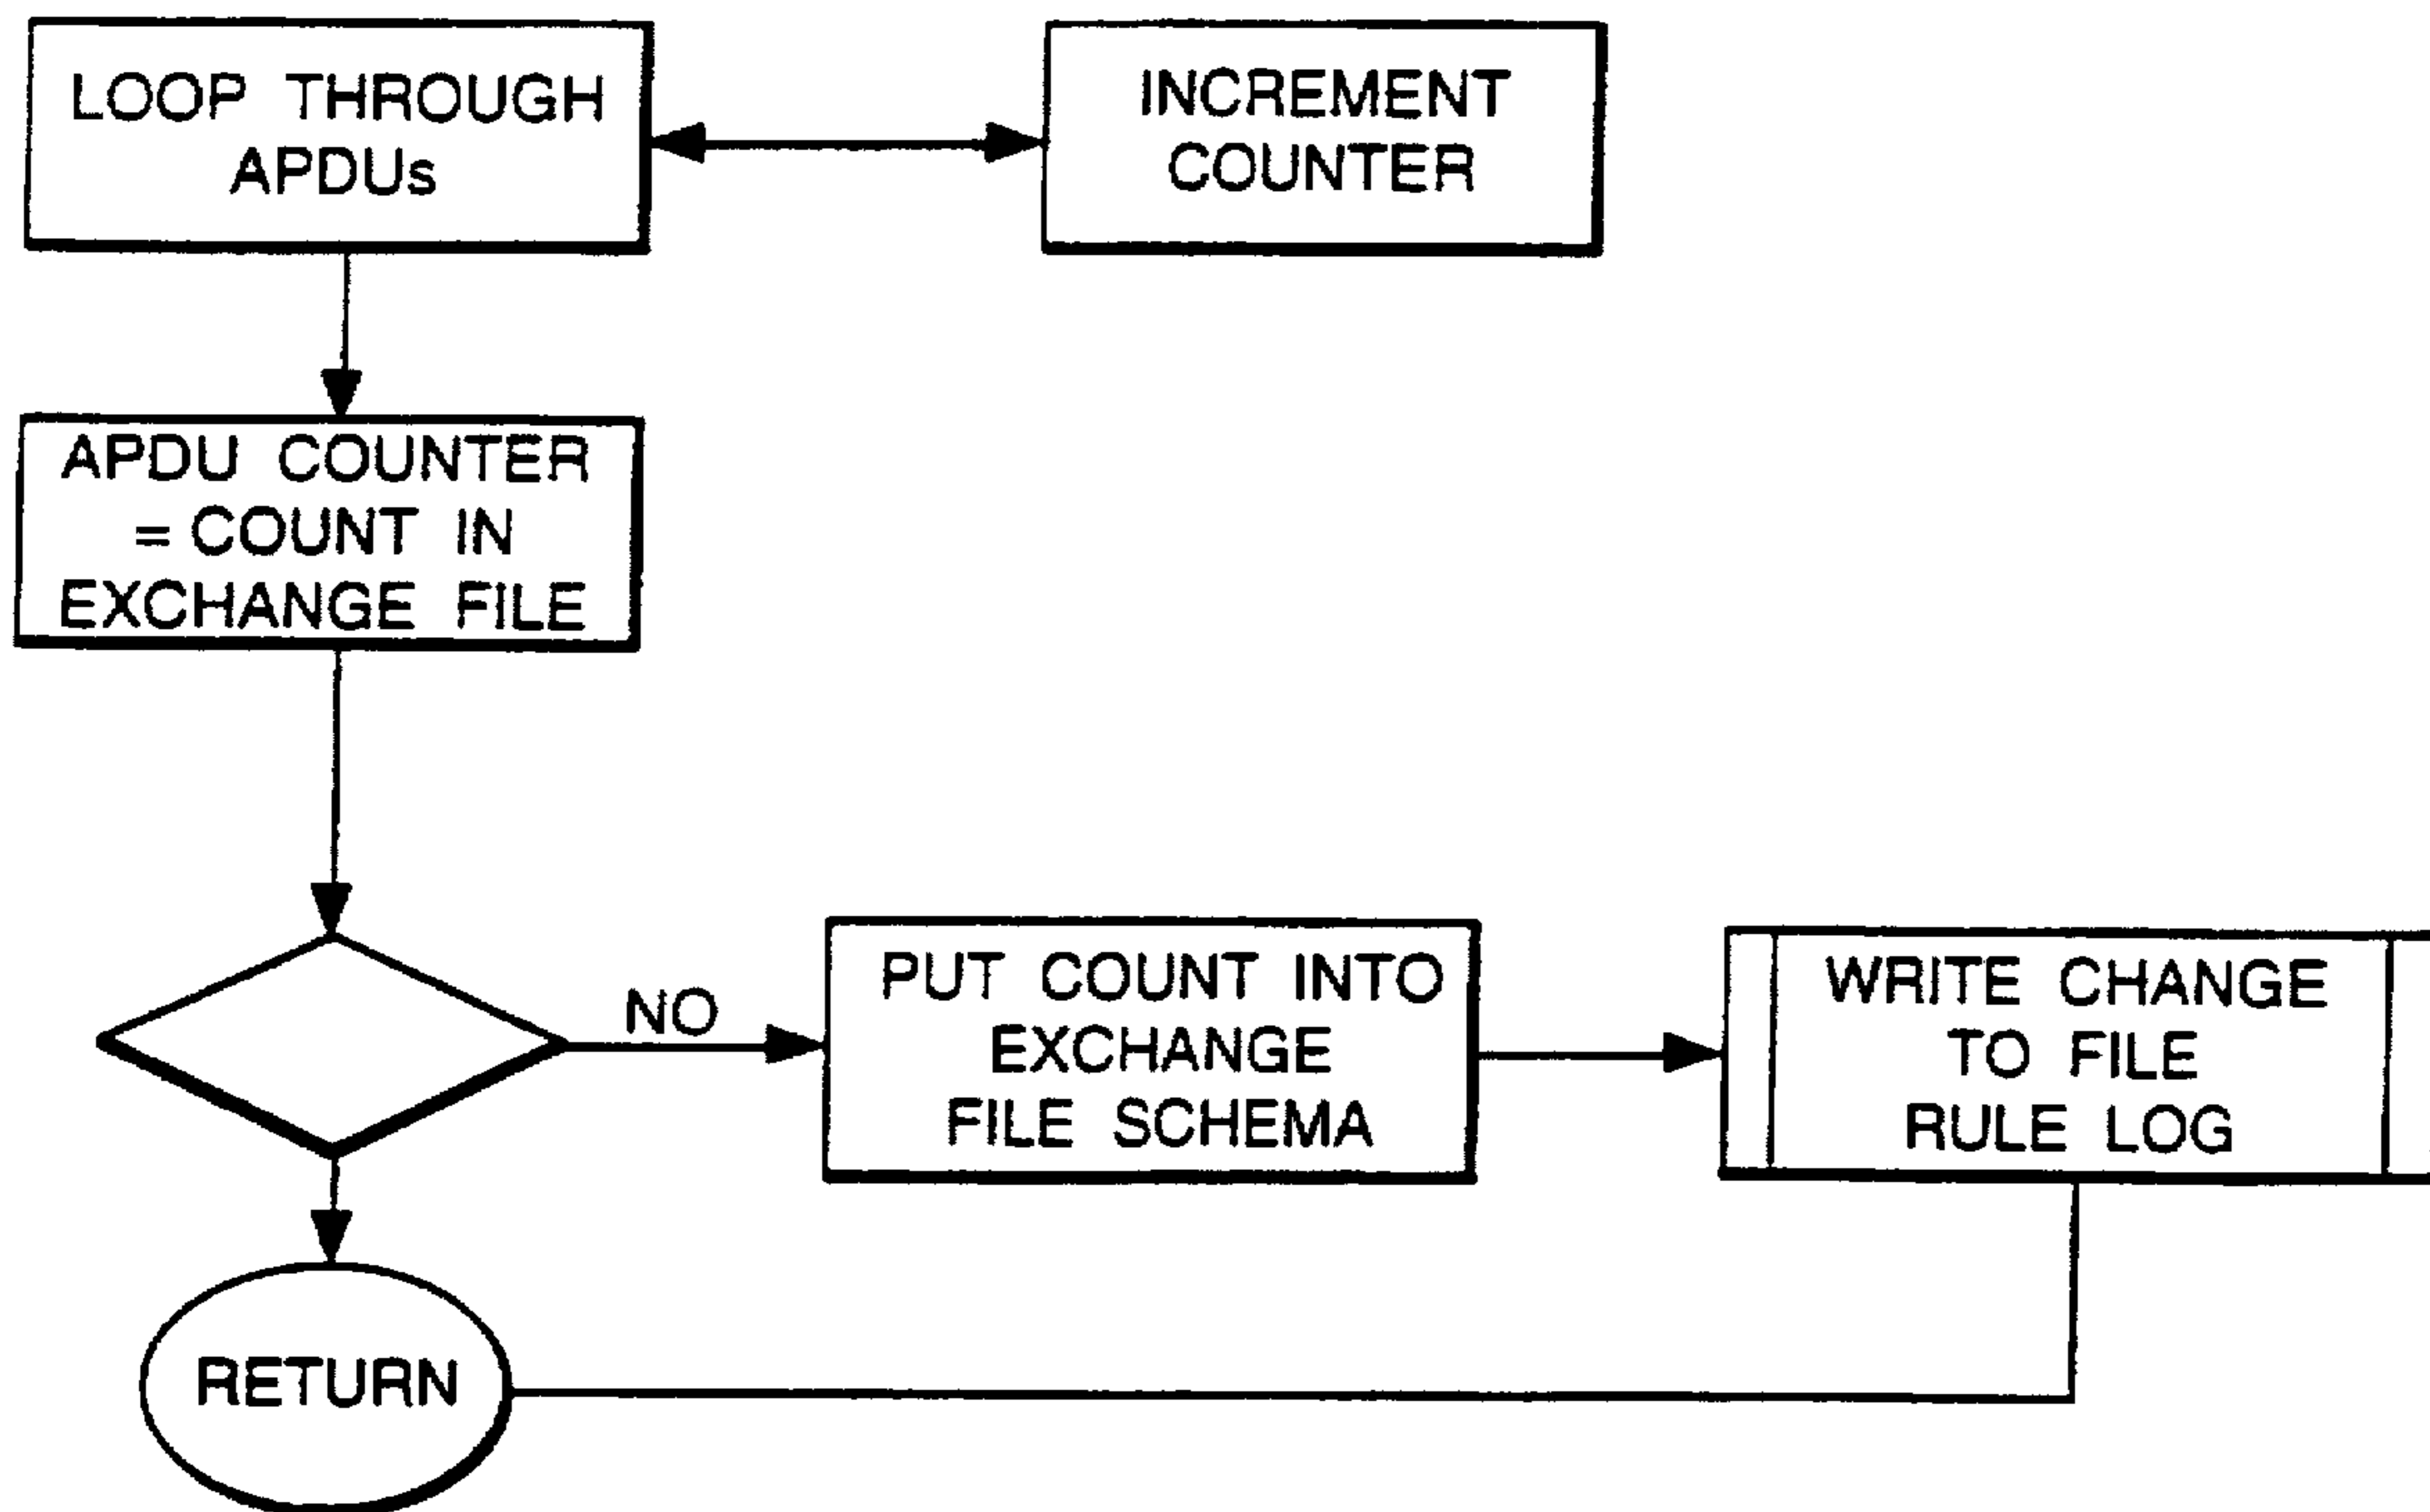 LOOP THROUGH
APDUs
INCREMENT
COUNTER
APDU COUNTER
= COUNT IN
EXCHANGE FILE
NO
PUT COUNT INTO
EXCHANGE
FILE SCHEMA
WRITE CHANGE
TO FILE
RULE LOG
RETURN